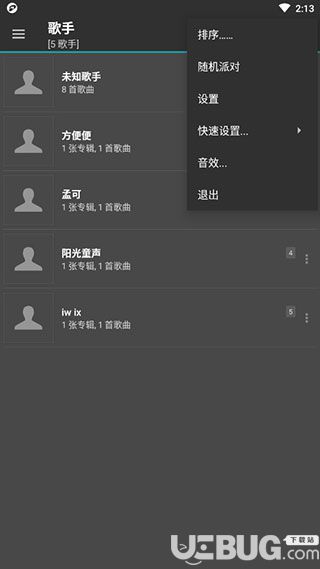 2:13
歌手
[5 歌手]
排序......
随机派对
设置
快速设置...
音效...
退出
未知歌手
8 首歌曲
方便便
1 张专辑, 1 首歌曲
孟可
1 张专辑, 1 首歌曲
阳光童声
1 张专辑, 1 首歌曲
4
iw ix
1 张专辑, 1 首歌曲
5
UEBUG
下载站
.com